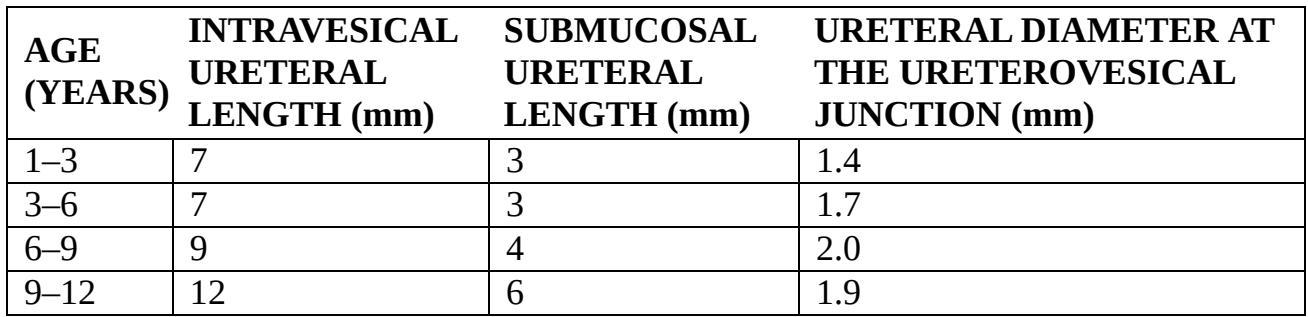 AGE (YEARS) INTRAVESICAL URETERAL LENGTH (mm) SUBMUCOSAL URETERAL LENGTH (mm) URETERAL DIAMETER AT THE URETEROVESICAL JUNCTION (mm)
1–3 7 3 1.4
3–6 7 3 1.7
6–9 9 4 2.0
9–12 12 6 1.9